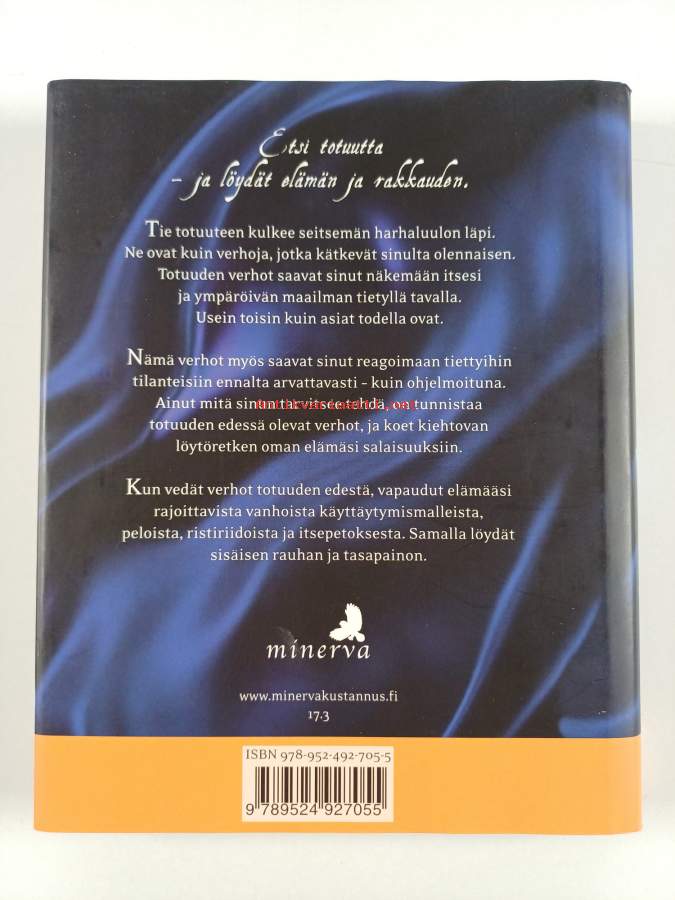 Etsi totuutta
– ja löydät elämän ja rakkauden.
Tie totuuteen kulkee seitsemän harhaluulon läpi.
Ne ovat kuin verhoja, jotka kätkevät sinulta olennaisen.
Totuuden verhot saavat sinut näkemään itsesi
ja ympäröivän maailman tietyllä tavalla.
Usein toisin kuin asiat todella ovat.
Nämä verhot myös saavat sinut reagoimaan tiettyihin
tilanteisiin ennalta arvattavasti – kuin ohjelmoituna.
Ainut mitä sinun tarvitsee tehdä, on tunnistaa
totuuden edessä olevat verhot, ja koet kiehtovan
löytöretken oman elämäsi salaisuuksiin.
Kun vedät verhot totuuden edestä, vapaudut elämääsi
rajoittavista vanhoista käyttäytymismalleista,
peloista, ristiriidoista ja itsepetoksesta. Samalla löydät
sisäisen rauhan ja tasapainon.
minerva
www.minervakustannus.fi
17.3
ISBN 978-952-492-705-5
9 789524 927055